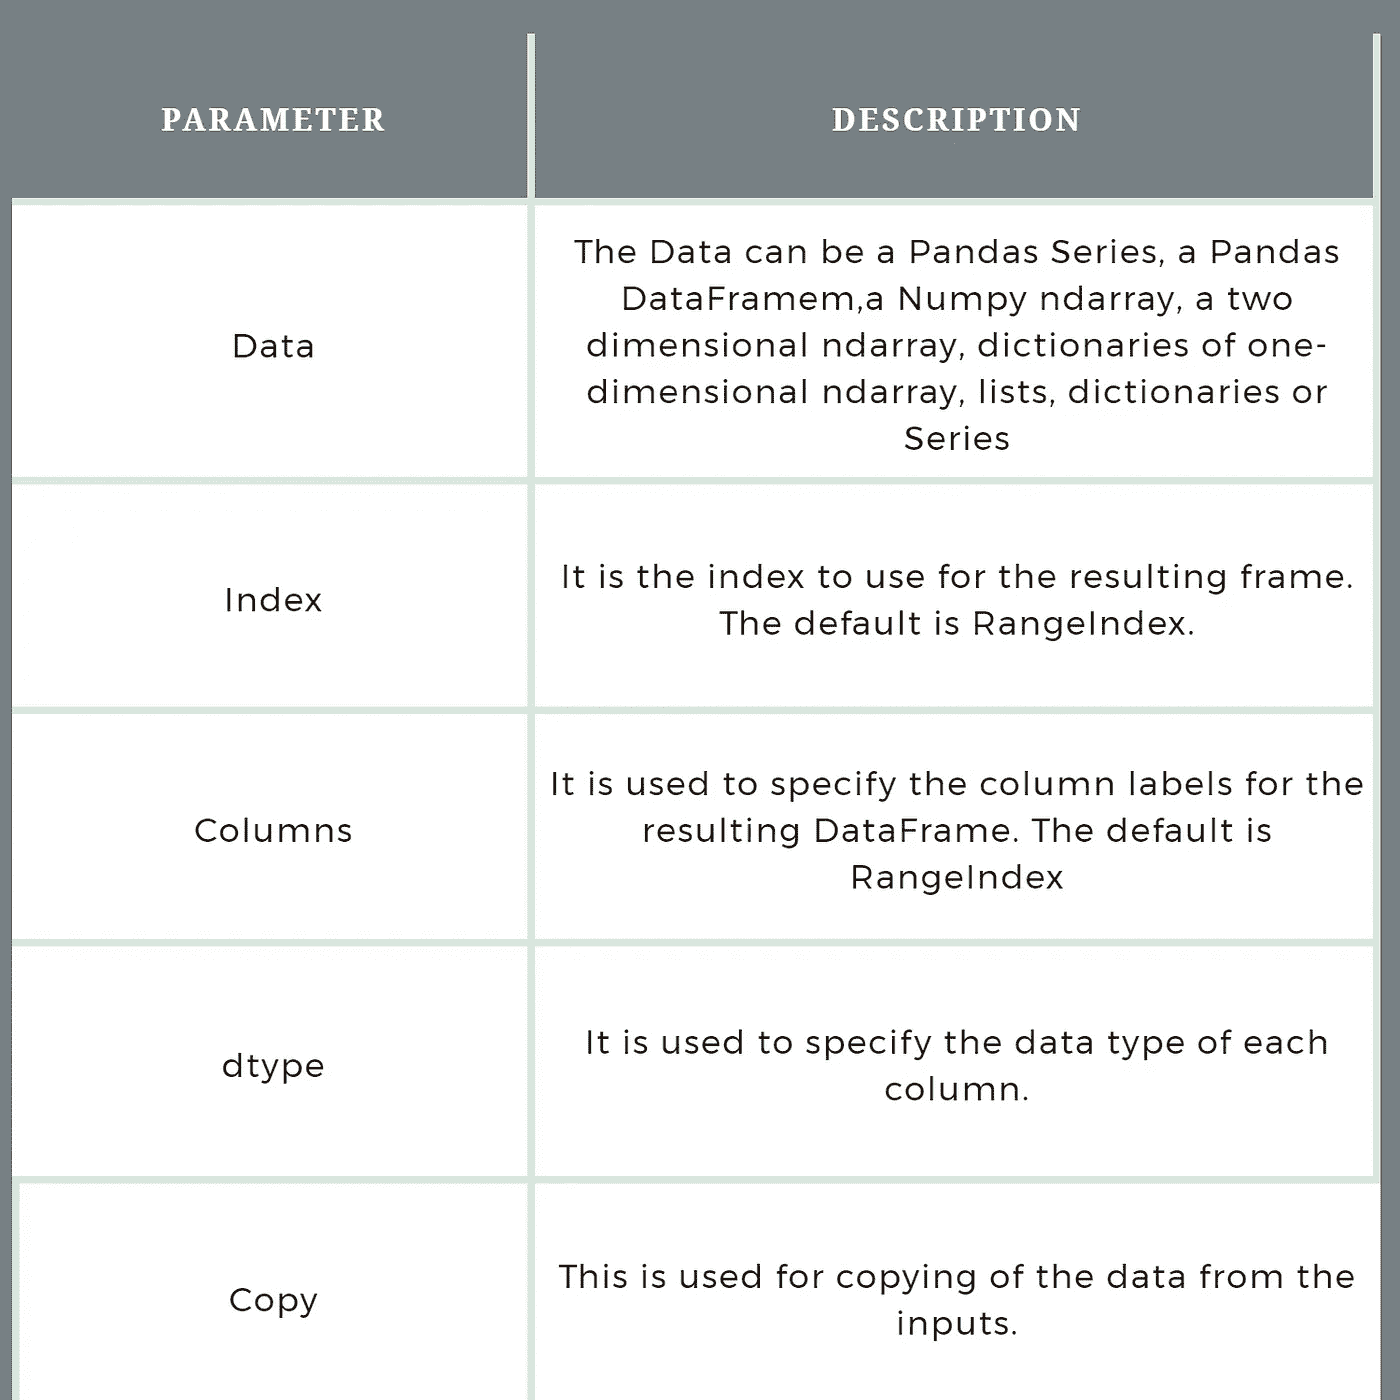 PARAMETER
DESCRIPTION
Data
The Data can be a Pandas Series, a Pandas
DataFramem,a Numpy ndarray, a two
dimensional ndarray, dictionaries of one-
dimensional ndarray, lists, dictionaries or
Series
Index
It is the index to use for the resulting frame.
The default is RangeIndex.
Columns
It is used to specify the column labels for the
resulting DataFrame. The default is
RangeIndex
dtype
It is used to specify the data type of each
column.
Copy
This is used for copying of the data from the
inputs.